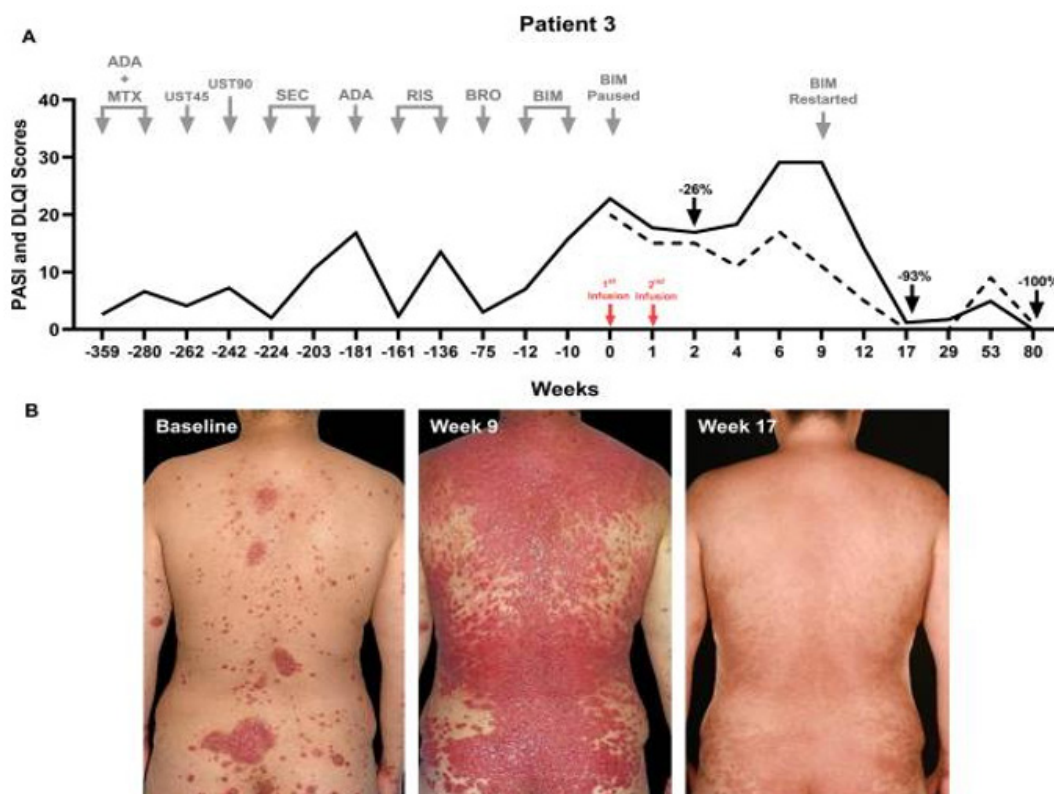 Patient 3
A
ADA
+
MTX
UST45
UST90
SEC
ADA
RIS
BRO
BIM
BIM
Paused
BIM
Restarted
PASI and DLQI Scores
40
30
20
10
0
-26%
-93%
-100%
1st
Infusion
2nd
Infusion
-359 -280 -262 -242 -224 -203 -181 -161 -136 -75 -12 -10 0 1 2 4 6 9 12 17 29 53 80
Weeks
B
Baseline
Week 9
Week 17